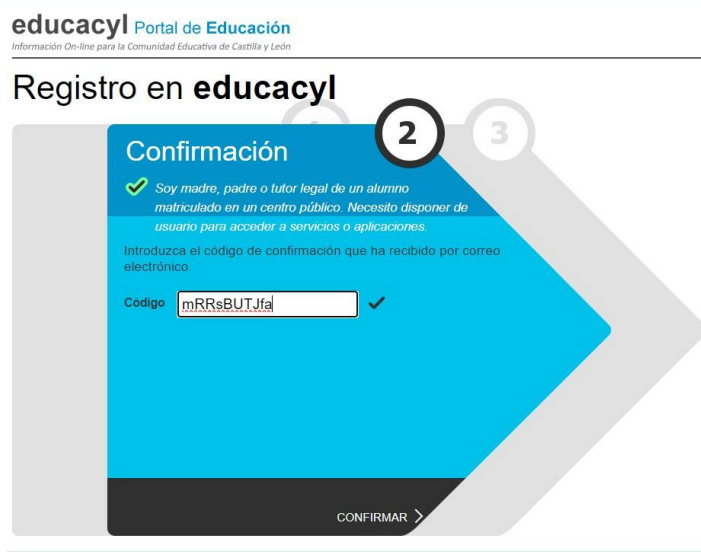 educacyl Portal de Educación
Información On-line para la Comunidad Educativa de Castilla y León
Registro en educacyl
1
2
3
Confirmación
Soy madre, padre o tutor legal de un alumno
matriculado en un centro público. Necesito disponer de
usuario para acceder a servicios o aplicaciones.
Introduzca el código de confirmación que ha recibido por correo
electrónico.
Código mRRsBUTJfa
CONFIRMAR